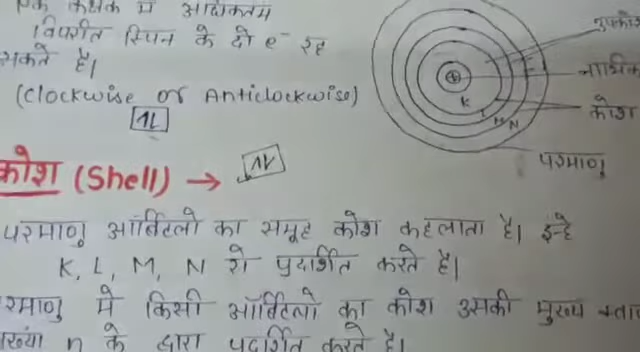 एक कक्षक में अधिकतम
विपरीत स्पिन के दो e⁻ रह
सकते है।
(Clockwise or Anticlockwise)
1L
कोश (Shell) →
परमाणु ऑर्बिटलो का समूह कोश कहलाता है। इन्हे
K, L, M, N से प्रदर्शित करते है।
परमाणु मे किसी ऑर्बिटलो का कोश उसकी मुख्य
n के द्वारा प्रदर्शित करते है।
उपकोश
नाभिक
कोश
परमाणु
K L M N